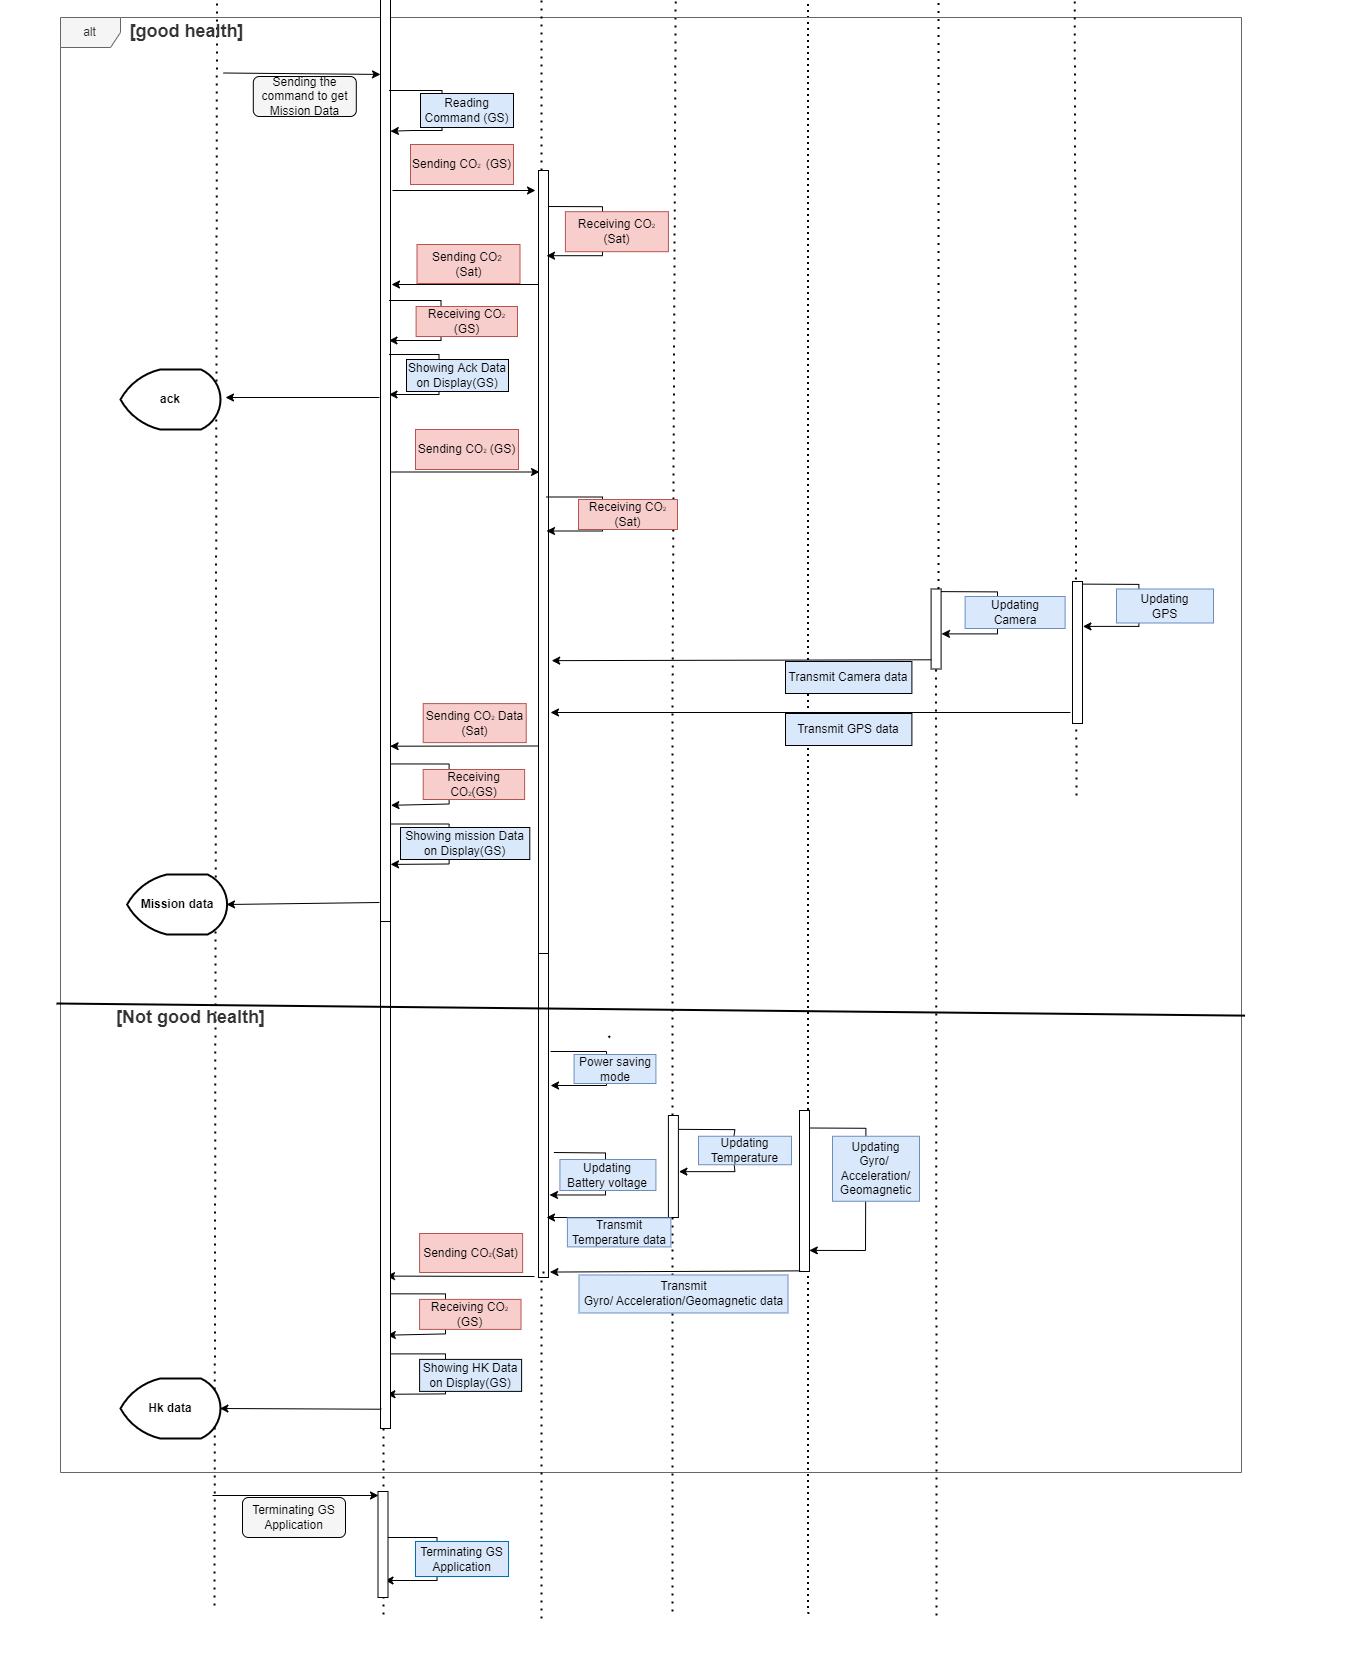 alt
[good health]
Sending the
command to get
Mission Data
Reading
Command (GS)
Sending CO₂ (GS)
Receiving CO₂
(Sat)
Sending CO₂
(Sat)
Receiving CO₂
(GS)
Showing Ack Data
on Display(GS)
ack
Sending CO₂ (GS)
Receiving CO₂
(Sat)
Updating
Camera
Updating
GPS
Transmit Camera data
Transmit GPS data
Sending CO₂ Data
(Sat)
Receiving
CO₂(GS)
Showing mission Data
on Display(GS)
Mission data
[Not good health]
Power saving
mode
Updating
Temperature
Updating
Gyro/
Acceleration/
Geomagnetic
Updating
Battery voltage
Transmit
Temperature data
Sending CO₂(Sat)
Transmit
Gyro/ Acceleration/Geomagnetic data
Receiving CO₂
(GS)
Showing HK Data
on Display(GS)
Hk data
Terminating GS
Application
Terminating GS
Application